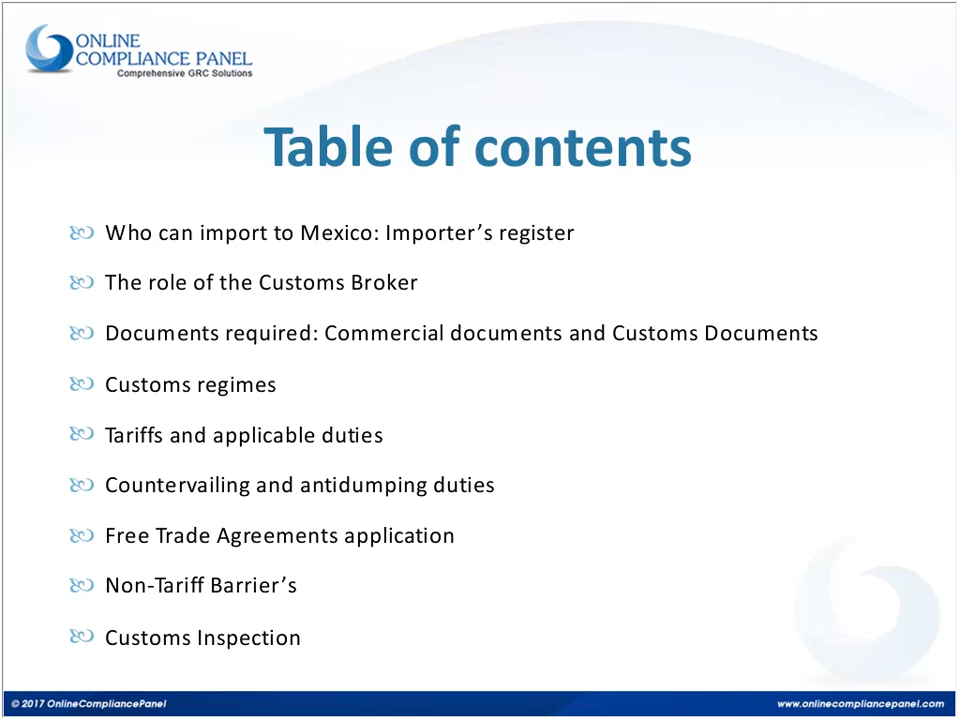 ONLINE
COMPLIANCE PANEL
Comprehensive GRC Solutions
Table of contents
Who can import to Mexico: Importer’s register
The role of the Customs Broker
Documents required: Commercial documents and Customs Documents
Customs regimes
Tariffs and applicable duties
Countervailing and antidumping duties
Free Trade Agreements application
Non-Tariff Barrier’s
Customs Inspection
© 2017 OnlineCompliancePanel
www.onlinecompliancepanel.com